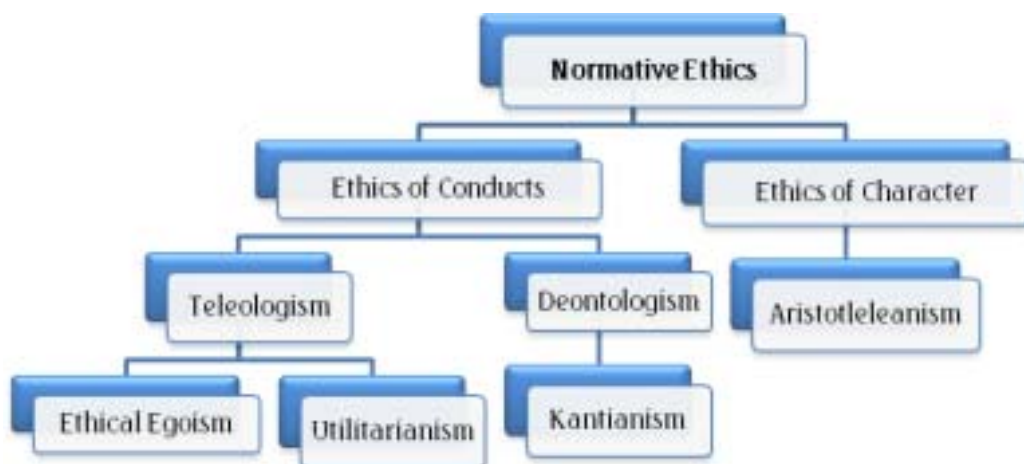 Normative Ethics
Ethics of Conducts
Ethics of Character
Teleologism
Deontologism
Aristotleleanism
Ethical Egoism
Utilitarianism
Kantianism